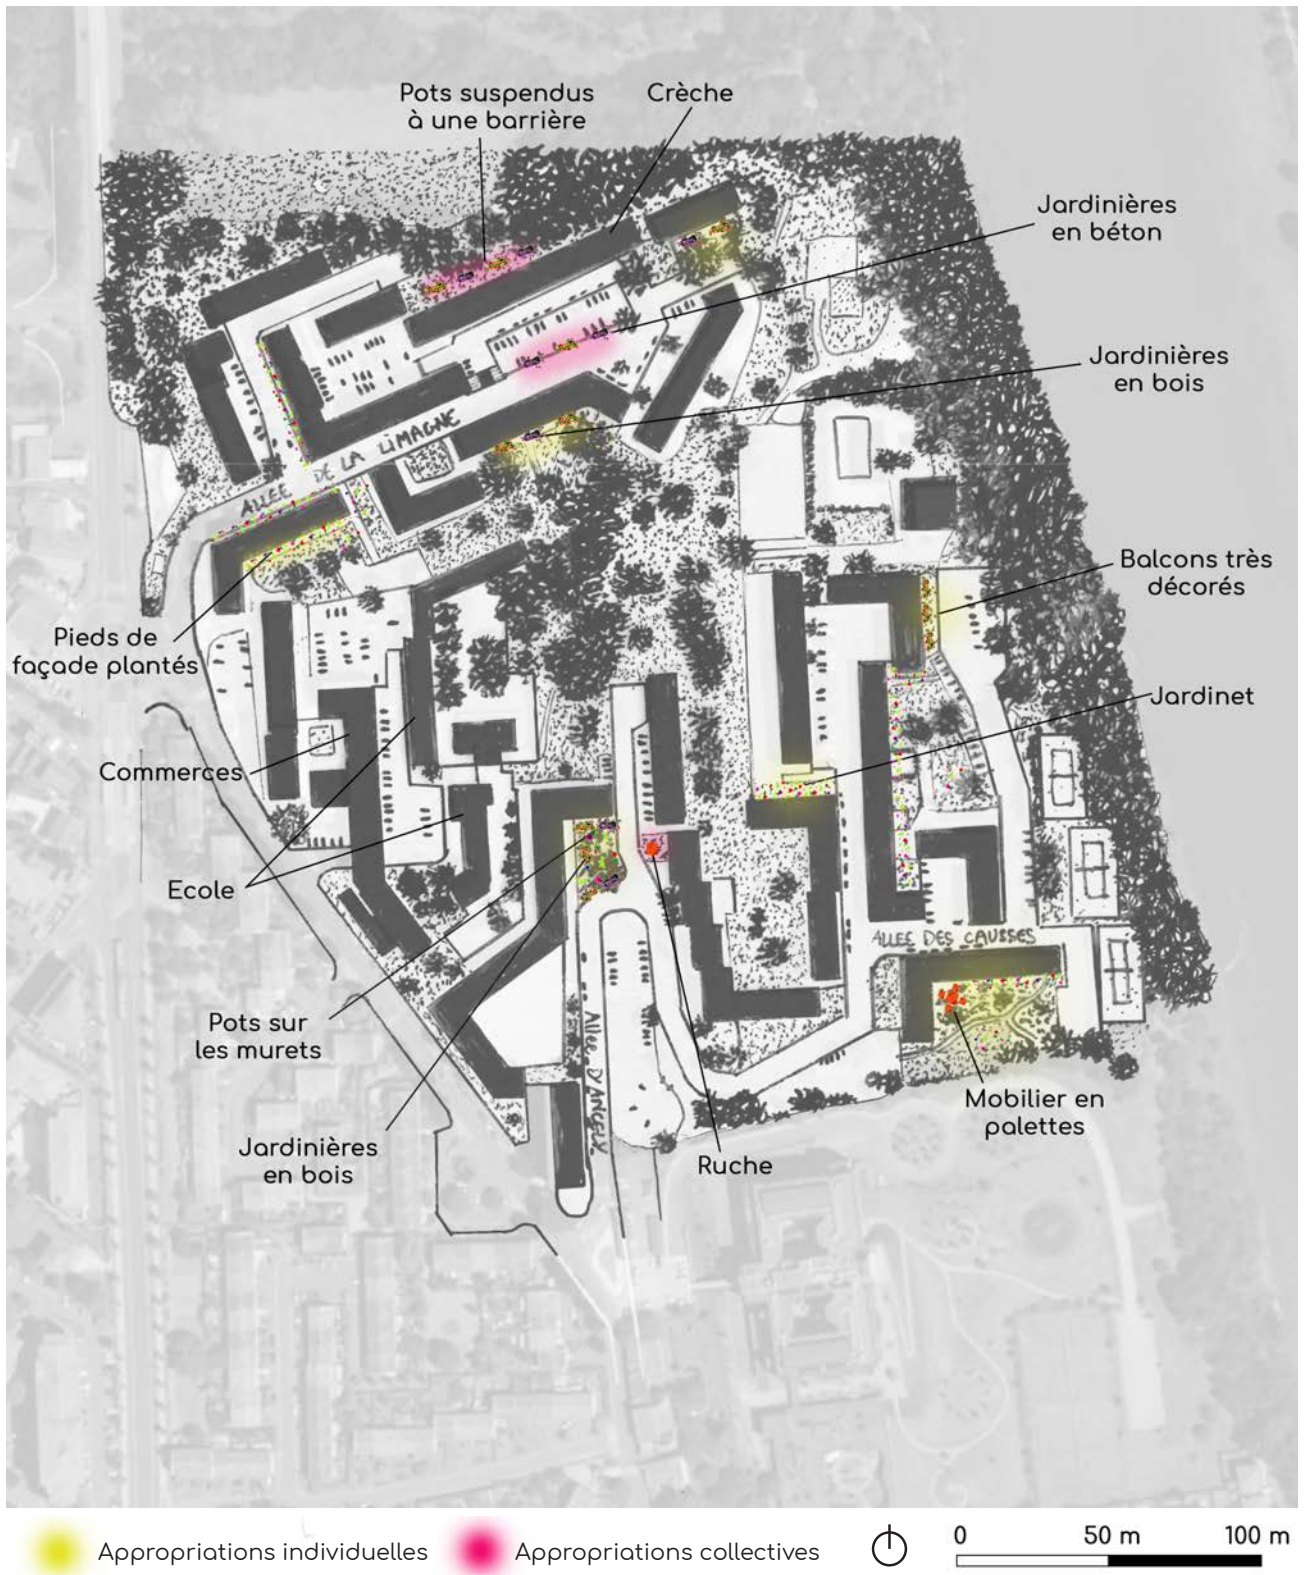 Pots suspendus
à une barrière
Crèche
Jardinières
en béton
Jardinières
en bois
ALLEE DE LA LIMAGNE
Balcons très
décorés
Pieds de
façade plantés
Jardinet
Commerces
Ecole
ALLEE DES CAUSSES
Pots sur
les murets
Allee D'ANCELY
Mobilier en
palettes
Jardinières
en bois
Ruche
Appropriations individuelles
Appropriations collectives
0 50 m 100 m